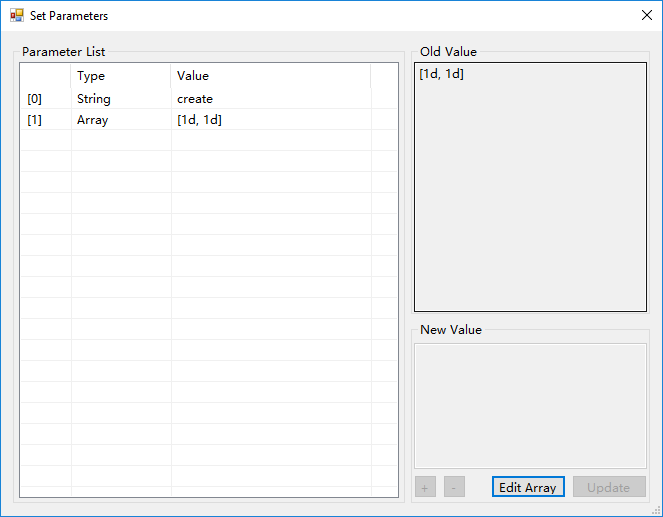 Set Parameters
Parameter List
Type Value
[0] String create
[1] Array [1d, 1d]
Old Value
[1d, 1d]
New Value
+ - Edit Array Update